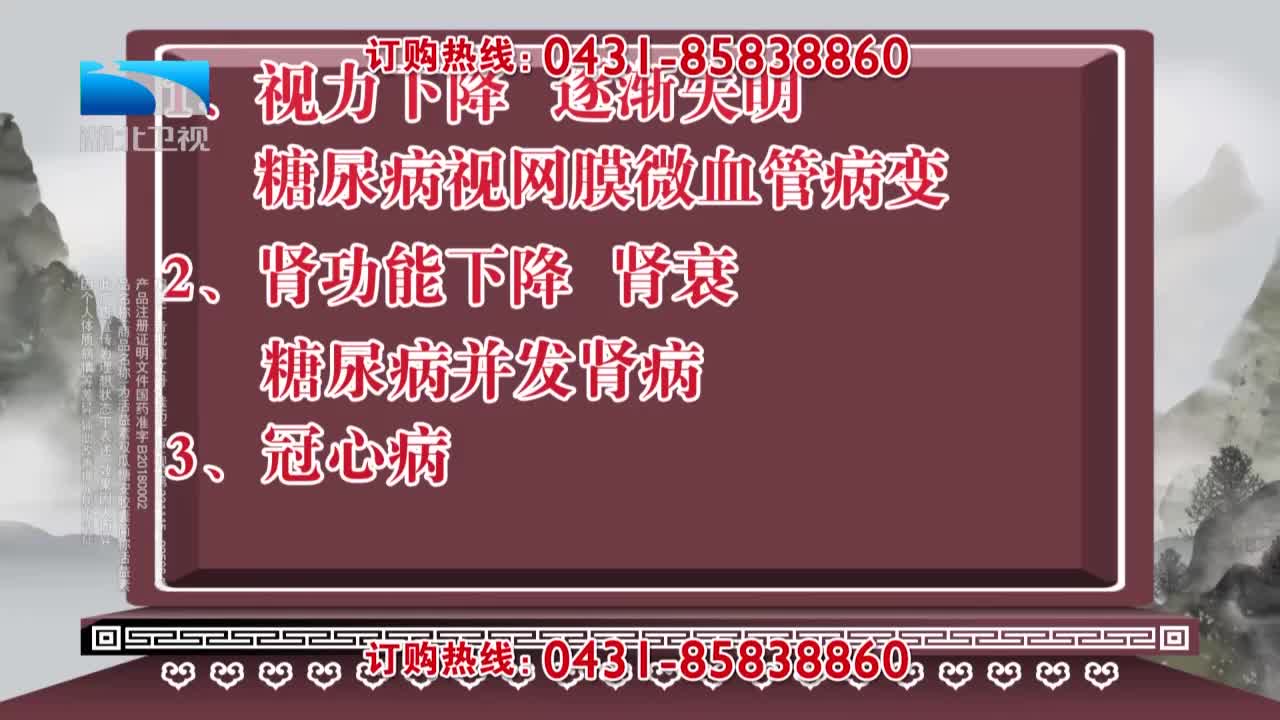 订购热线：0431-85838860
湖北卫视
1、视力下降 逐渐失明
糖尿病视网膜微血管病变
2、肾功能下降 肾衰
糖尿病并发肾病
3、冠心病
产品注册证明文件国药准字B20180002
订购热线：0431-85838860